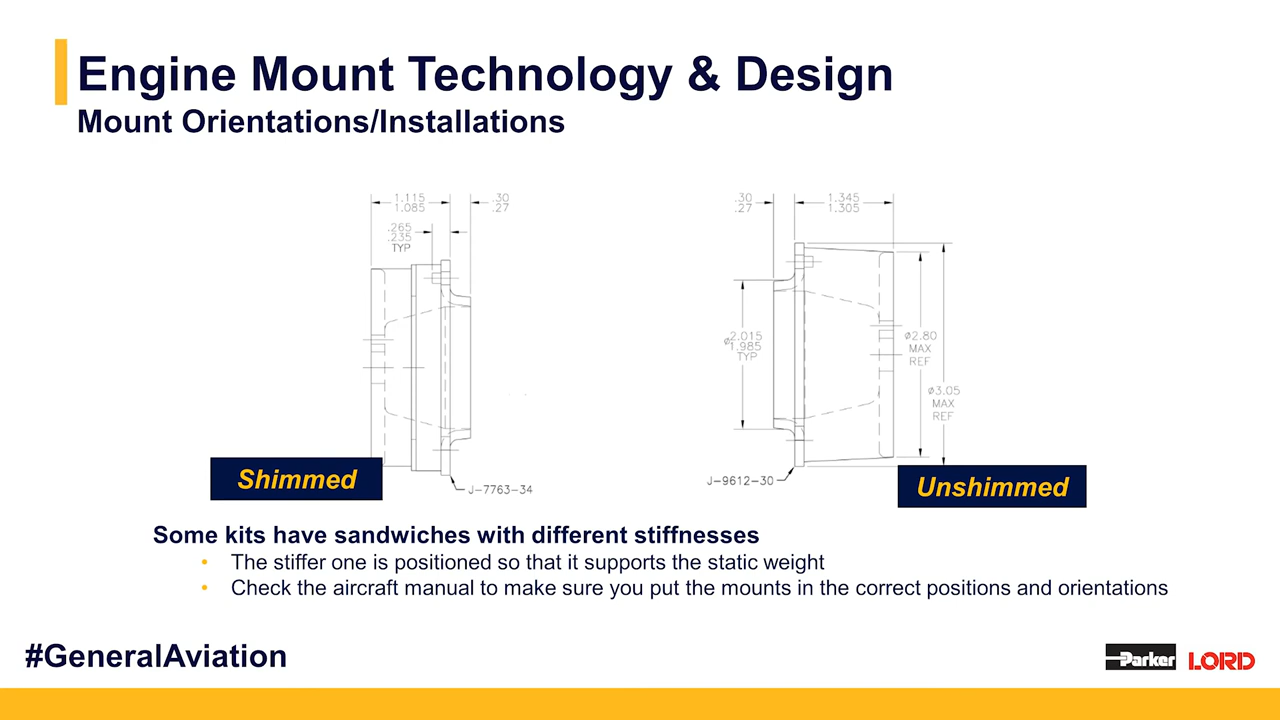 Engine Mount Technology & Design
Mount Orientations/Installations
1.115
1.085
.30
.27
.265
.235
TYP
.30
.27
1.345
1.305
⌀2.015
1.985
TYP
⌀2.80
MAX
REF
⌀3.05
MAX
REF
J-7763-34
J-9612-30
Shimmed
Unshimmed
Some kits have sandwiches with different stiffnesses
• The stiffer one is positioned so that it supports the static weight
• Check the aircraft manual to make sure you put the mounts in the correct positions and orientations
#GeneralAviation
Parker LORD